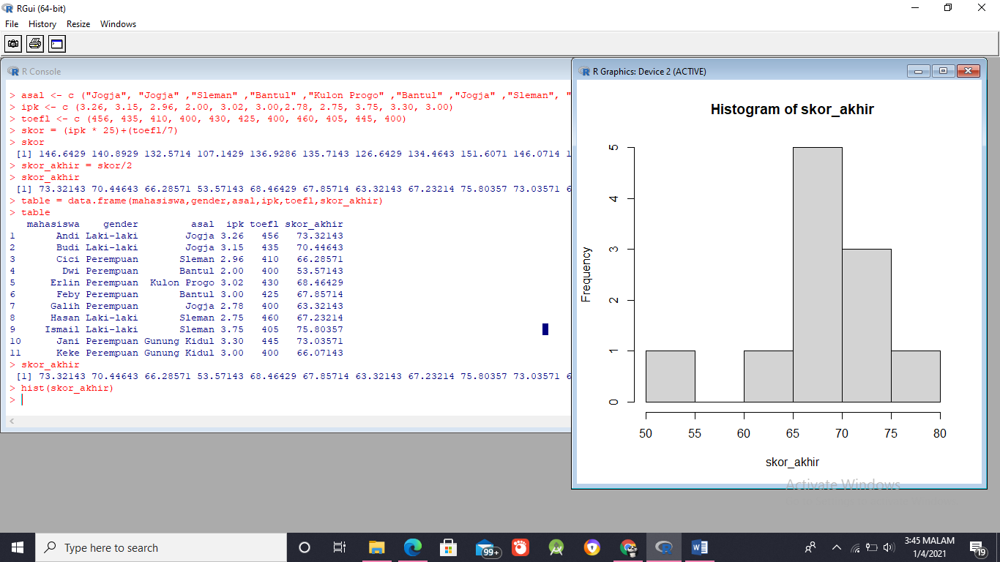 RGui (64-bit)
File History Resize Windows
R Console
> asal <- c ("Jogja", "Jogja" ,"Sleman" ,"Bantul" ,"Kulon Progo" ,"Bantul" ,"Jogja" ,"Sleman", "
> ipk <- c (3.26, 3.15, 2.96, 2.00, 3.02, 3.00,2.78, 2.75, 3.75, 3.30, 3.00)
> toefl <- c (456, 435, 410, 400, 430, 425, 400, 460, 405, 445, 400)
> skor = (ipk * 25)+(toefl/7)
> skor
[1] 146.6429 140.8929 132.5714 107.1429 136.9286 135.7143 126.6429 134.4643 151.6071 146.0714 1
> skor_akhir = skor/2
> skor_akhir
[1] 73.32143 70.44643 66.28571 53.57143 68.46429 67.85714 63.32143 67.23214 75.80357 73.03571 6
> table = data.frame(mahasiswa,gender,asal,ipk,toefl,skor_akhir)
> table
mahasiswa gender asal ipk toefl skor_akhir
1 Andi Laki-laki Jogja 3.26 456 73.32143
2 Budi Laki-laki Jogja 3.15 435 70.44643
3 Cici Perempuan Sleman 2.96 410 66.28571
4 Dwi Perempuan Bantul 2.00 400 53.57143
5 Erlin Perempuan Kulon Progo 3.02 430 68.46429
6 Feby Perempuan Bantul 3.00 425 67.85714
7 Galih Perempuan Jogja 2.78 400 63.32143
8 Hasan Laki-laki Sleman 2.75 460 67.23214
9 Ismail Laki-laki Sleman 3.75 405 75.80357
10 Jani Perempuan Gunung Kidul 3.30 445 73.03571
11 Keke Perempuan Gunung Kidul 3.00 400 66.07143
> skor_akhir
[1] 73.32143 70.44643 66.28571 53.57143 68.46429 67.85714 63.32143 67.23214 75.80357 73.03571 6
> hist(skor_akhir)
>
R Graphics: Device 2 (ACTIVE)
Histogram of skor_akhir
Frequency
5
4
3
2
1
0
50 55 60 65 70 75 80
skor_akhir
Activate Windows
Type here to search
99+
3:45 MALAM
1/4/2021
19